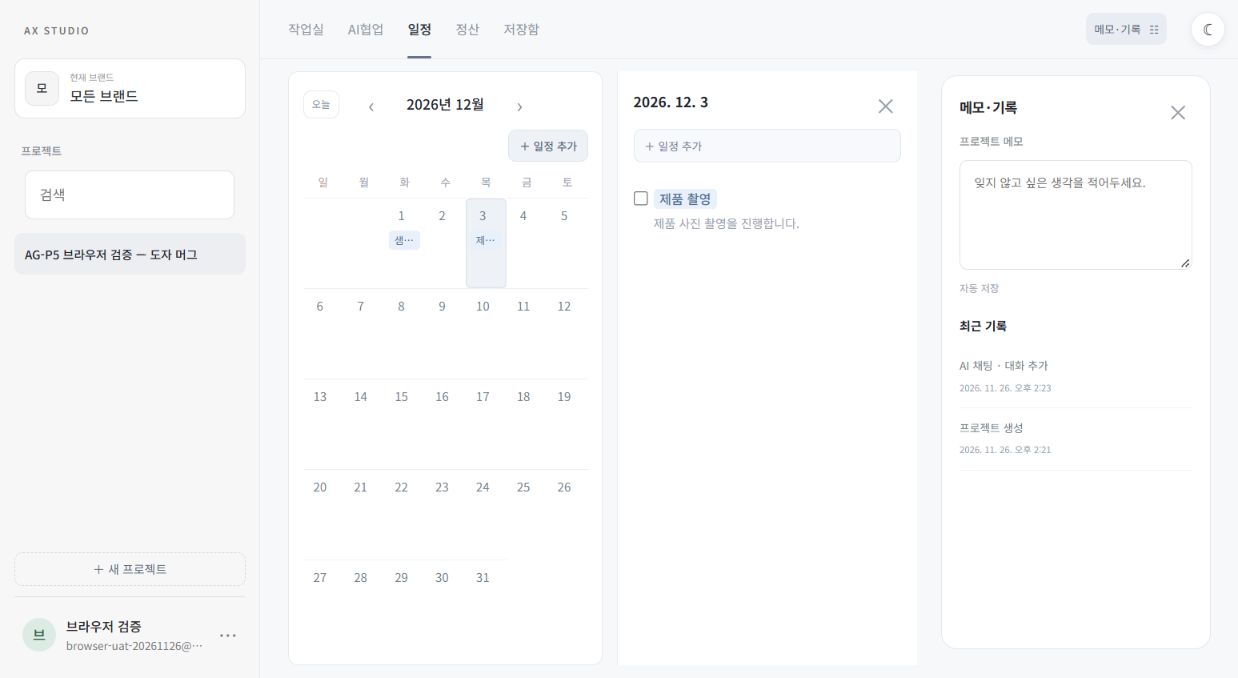 AX STUDIO
모
현재 브랜드
모든 브랜드
프로젝트
검색
AG-P5 브라우저 검증 — 도자 머그
+ 새 프로젝트
브
브라우저 검증
browser-uat-20261126@…
작업실 AI협업 일정 정산 저장함
메모·기록
오늘
2026년 12월
+ 일정 추가
일 월 화 수 목 금 토
1 2 3 4 5
생… 제…
6 7 8 9 10 11 12
13 14 15 16 17 18 19
20 21 22 23 24 25 26
27 28 29 30 31
2026. 12. 3
+ 일정 추가
제품 촬영
제품 사진 촬영을 진행합니다.
메모·기록
프로젝트 메모
잊지 않고 싶은 생각을 적어두세요.
자동 저장
최근 기록
AI 채팅 · 대화 추가
2026. 11. 26. 오후 2:23
프로젝트 생성
2026. 11. 26. 오후 2:21